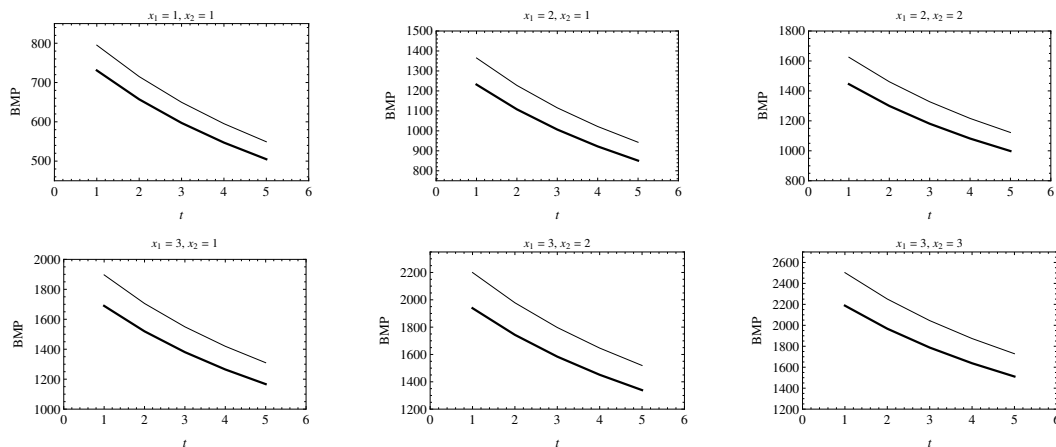 x₁ = 1, x₂ = 1
800
700
600
500
BMP
0 1 2 3 4 5 6
t
x₁ = 2, x₂ = 1
1500
1400
1300
1200
1100
1000
900
800
BMP
0 1 2 3 4 5 6
t
x₁ = 2, x₂ = 2
1800
1600
1400
1200
1000
800
BMP
0 1 2 3 4 5 6
t
x₁ = 3, x₂ = 1
2000
1800
1600
1400
1200
1000
BMP
0 1 2 3 4 5 6
t
x₁ = 3, x₂ = 2
2200
2000
1800
1600
1400
1200
BMP
0 1 2 3 4 5 6
t
x₁ = 3, x₂ = 3
2600
2400
2200
2000
1800
1600
1400
1200
BMP
0 1 2 3 4 5 6
t